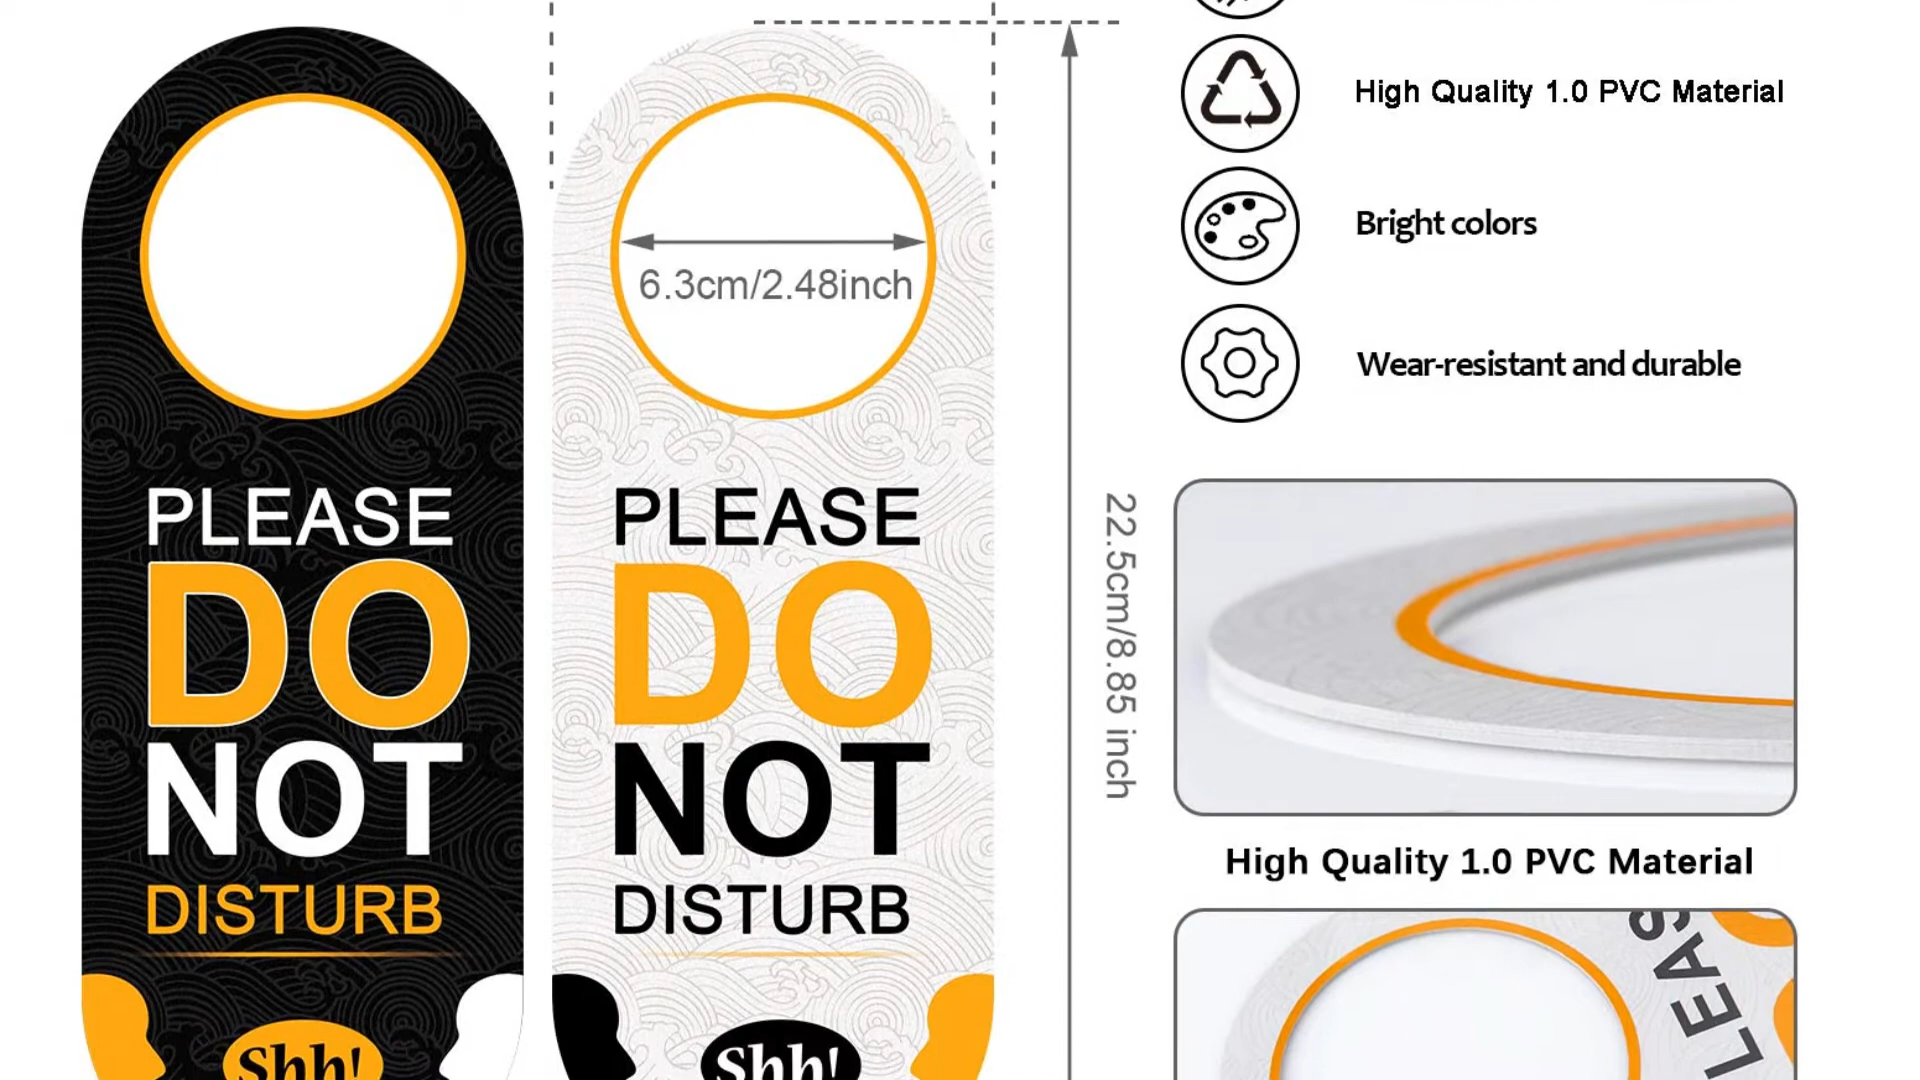 PLEASE
DO
NOT
DISTURB
Shh!
6.3cm/2.48inch
PLEASE
DO
NOT
DISTURB
Shh!
22.5cm/8.85 inch
High Quality 1.0 PVC Material
Bright colors
Wear-resistant and durable
High Quality 1.0 PVC Material
LEAS